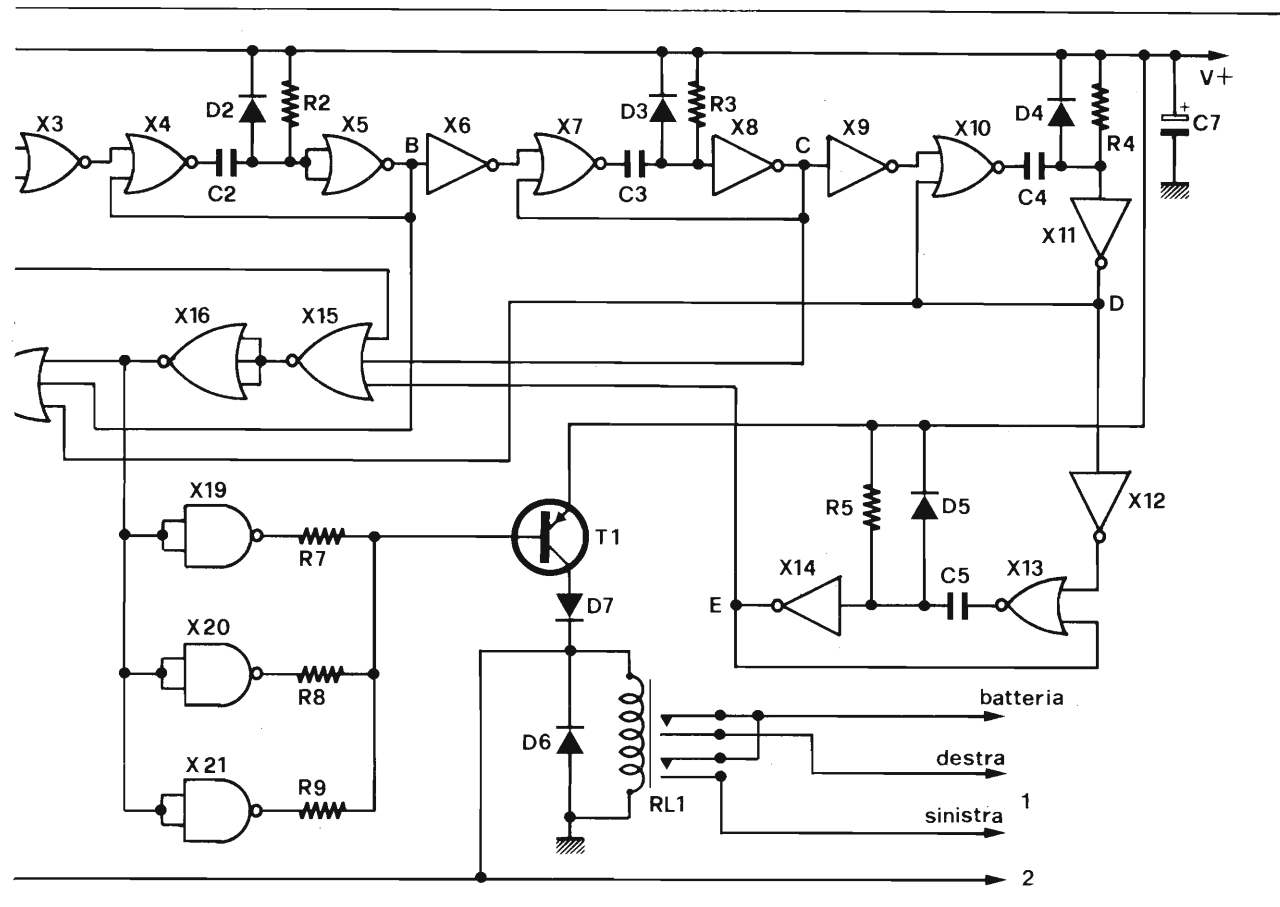 V+
X3
X4
D2
R2
X5
B
X6
X7
D3
R3
X8
C
X9
X10
D4
R4
+
C7
C2
C3
C4
X11
X16
X15
D
X19
R7
T1
R5
D5
X12
X14
C5
X13
E
D7
X20
R8
batteria
D6
destra
X21
R9
RL1
1
sinistra
2